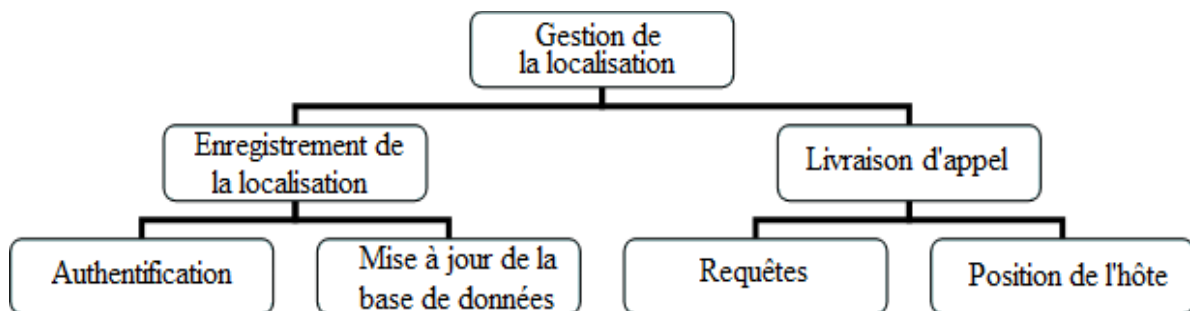 Gestion de
la localisation
Enregistrement de
la localisation
Livraison d'appel
Authentification
Mise à jour de la
base de données
Requêtes
Position de l'hôte